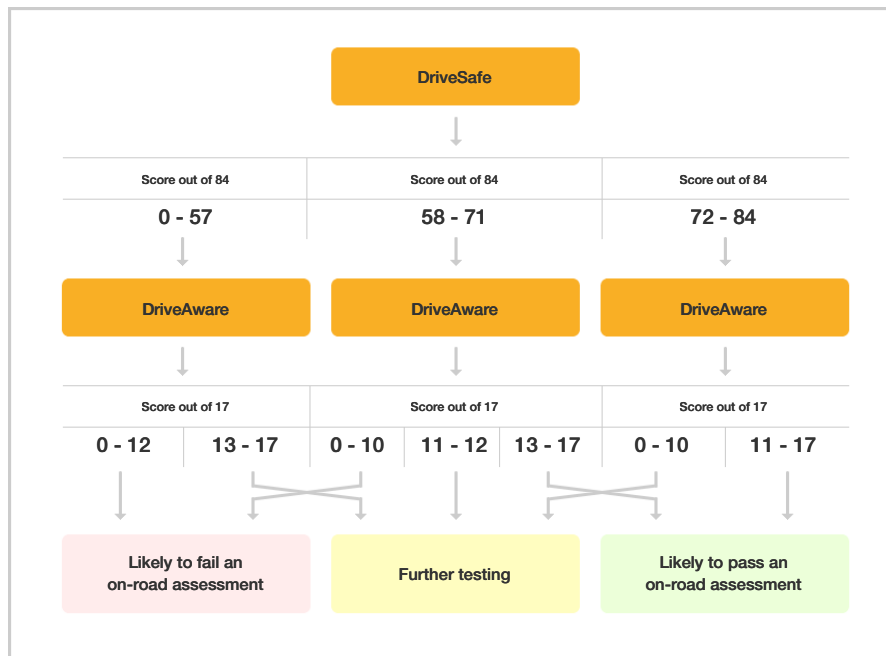 DriveSafe
Score out of 84
Score out of 84
Score out of 84
0 - 57
58 - 71
72 - 84
DriveAware
DriveAware
DriveAware
Score out of 17
Score out of 17
Score out of 17
0 - 12
13 - 17
0 - 10
11 - 12
13 - 17
0 - 10
11 - 17
Likely to fail an
on-road assessment
Further testing
Likely to pass an
on-road assessment